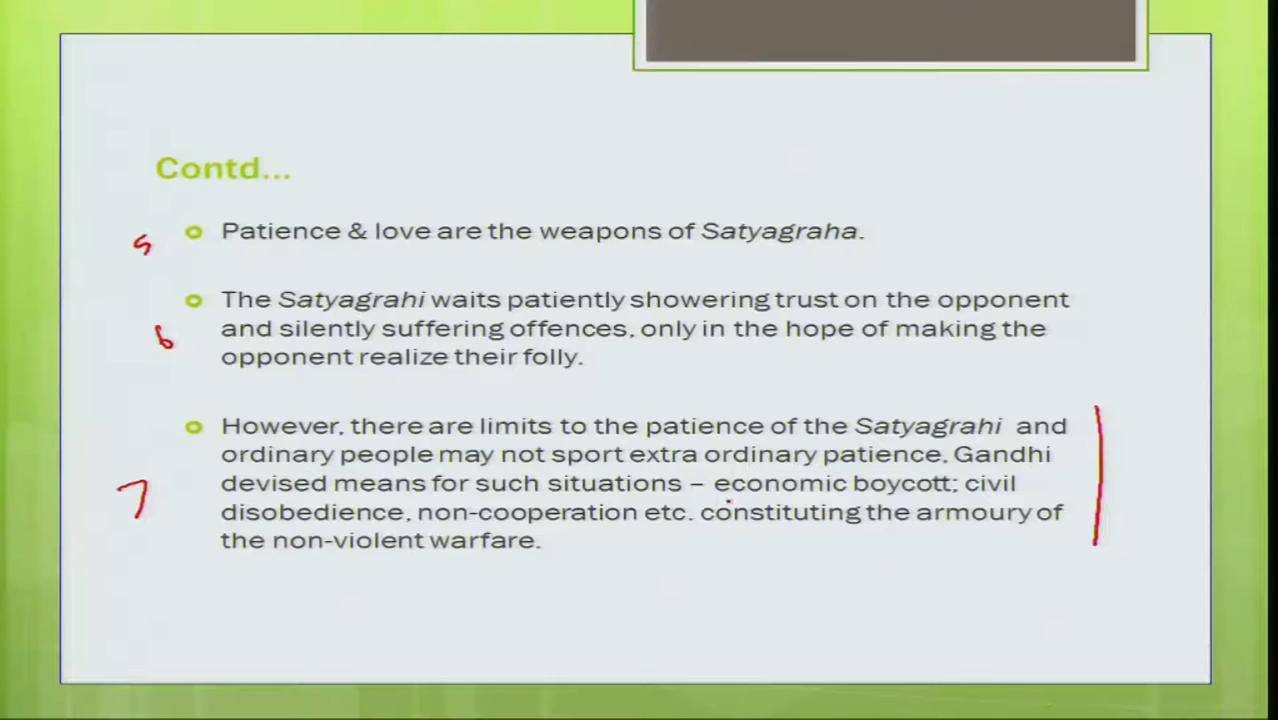 Contd...
5
Patience & love are the weapons of Satyagraha.
6
The Satyagrahi waits patiently showering trust on the opponent
and silently suffering offences, only in the hope of making the
opponent realize their folly.
7
However, there are limits to the patience of the Satyagrahi and
ordinary people may not sport extra ordinary patience, Gandhi
devised means for such situations – economic boycott; civil
disobedience, non-cooperation etc. constituting the armoury of
the non-violent warfare.